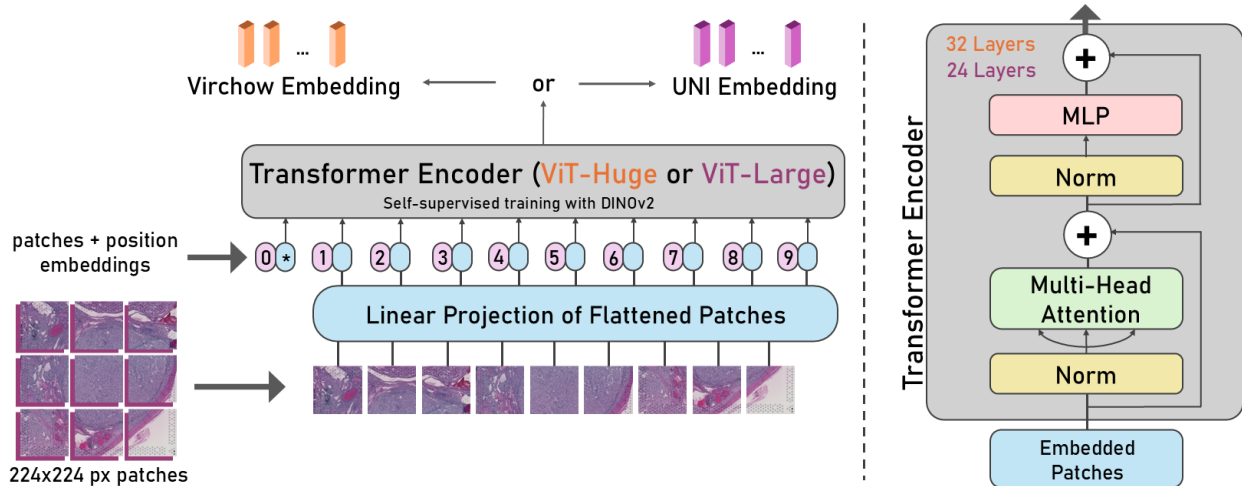 ...
...
Virchow Embedding
or
UNI Embedding
Transformer Encoder (ViT-Huge or ViT-Large)
Self-supervised training with DINOv2
patches + position
embeddings
0 * 1 2 3 4 5 6 7 8 9
Linear Projection of Flattened Patches
224x224 px patches
Transformer Encoder
32 Layers
24 Layers
+
MLP
Norm
+
Multi-Head
Attention
Norm
Embedded
Patches